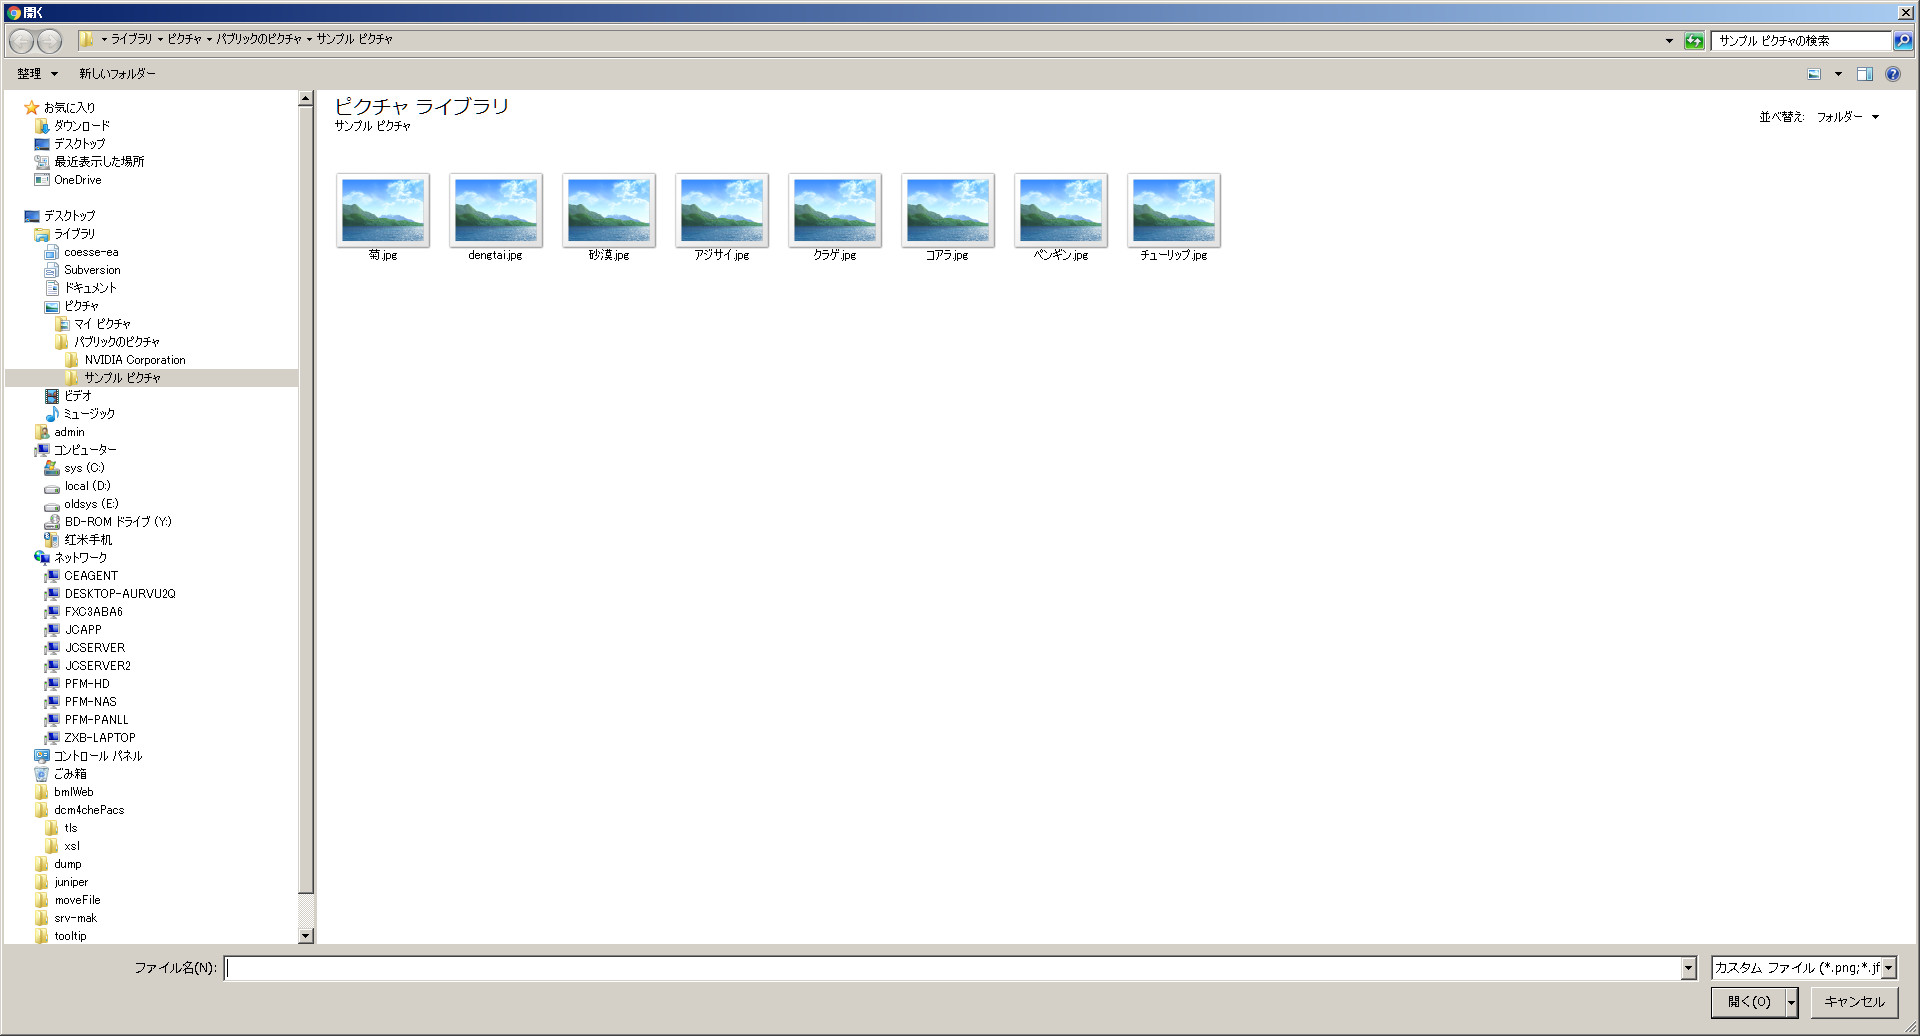 開く
ライブラリ ピクチャ パブリックのピクチャ サンプル ピクチャ
サンプル ピクチャの検索
整理 新しいフォルダー
お気に入り
ダウンロード
デスクトップ
最近表示した場所
OneDrive
デスクトップ
ライブラリ
coesse-ea
Subversion
ドキュメント
ピクチャ
マイ ピクチャ
パブリックのピクチャ
NVIDIA Corporation
サンプル ピクチャ
ビデオ
ミュージック
admin
コンピューター
sys (C:)
local (D:)
oldsys (E:)
BD-ROM ドライブ (Y:)
红米手机
ネットワーク
CEAGENT
DESKTOP-AURVU2Q
FXC3ABA6
JCAPP
JCSERVER
JCSERVER2
PFM-HD
PFM-NAS
PFM-PANLL
ZXB-LAPTOP
コントロール パネル
ごみ箱
bmlWeb
dcm4chePacs
tls
xsl
dump
juniper
moveFile
srv-mak
tooltip
ピクチャ ライブラリ
サンプル ピクチャ
並べ替え: フォルダー
菊.jpg
dengtai.jpg
砂漠.jpg
アジサイ.jpg
クラゲ.jpg
コアラ.jpg
ペンギン.jpg
チューリップ.jpg
ファイル名(N):
カスタム ファイル (*.png;*.jf
開く(O)
キャンセル